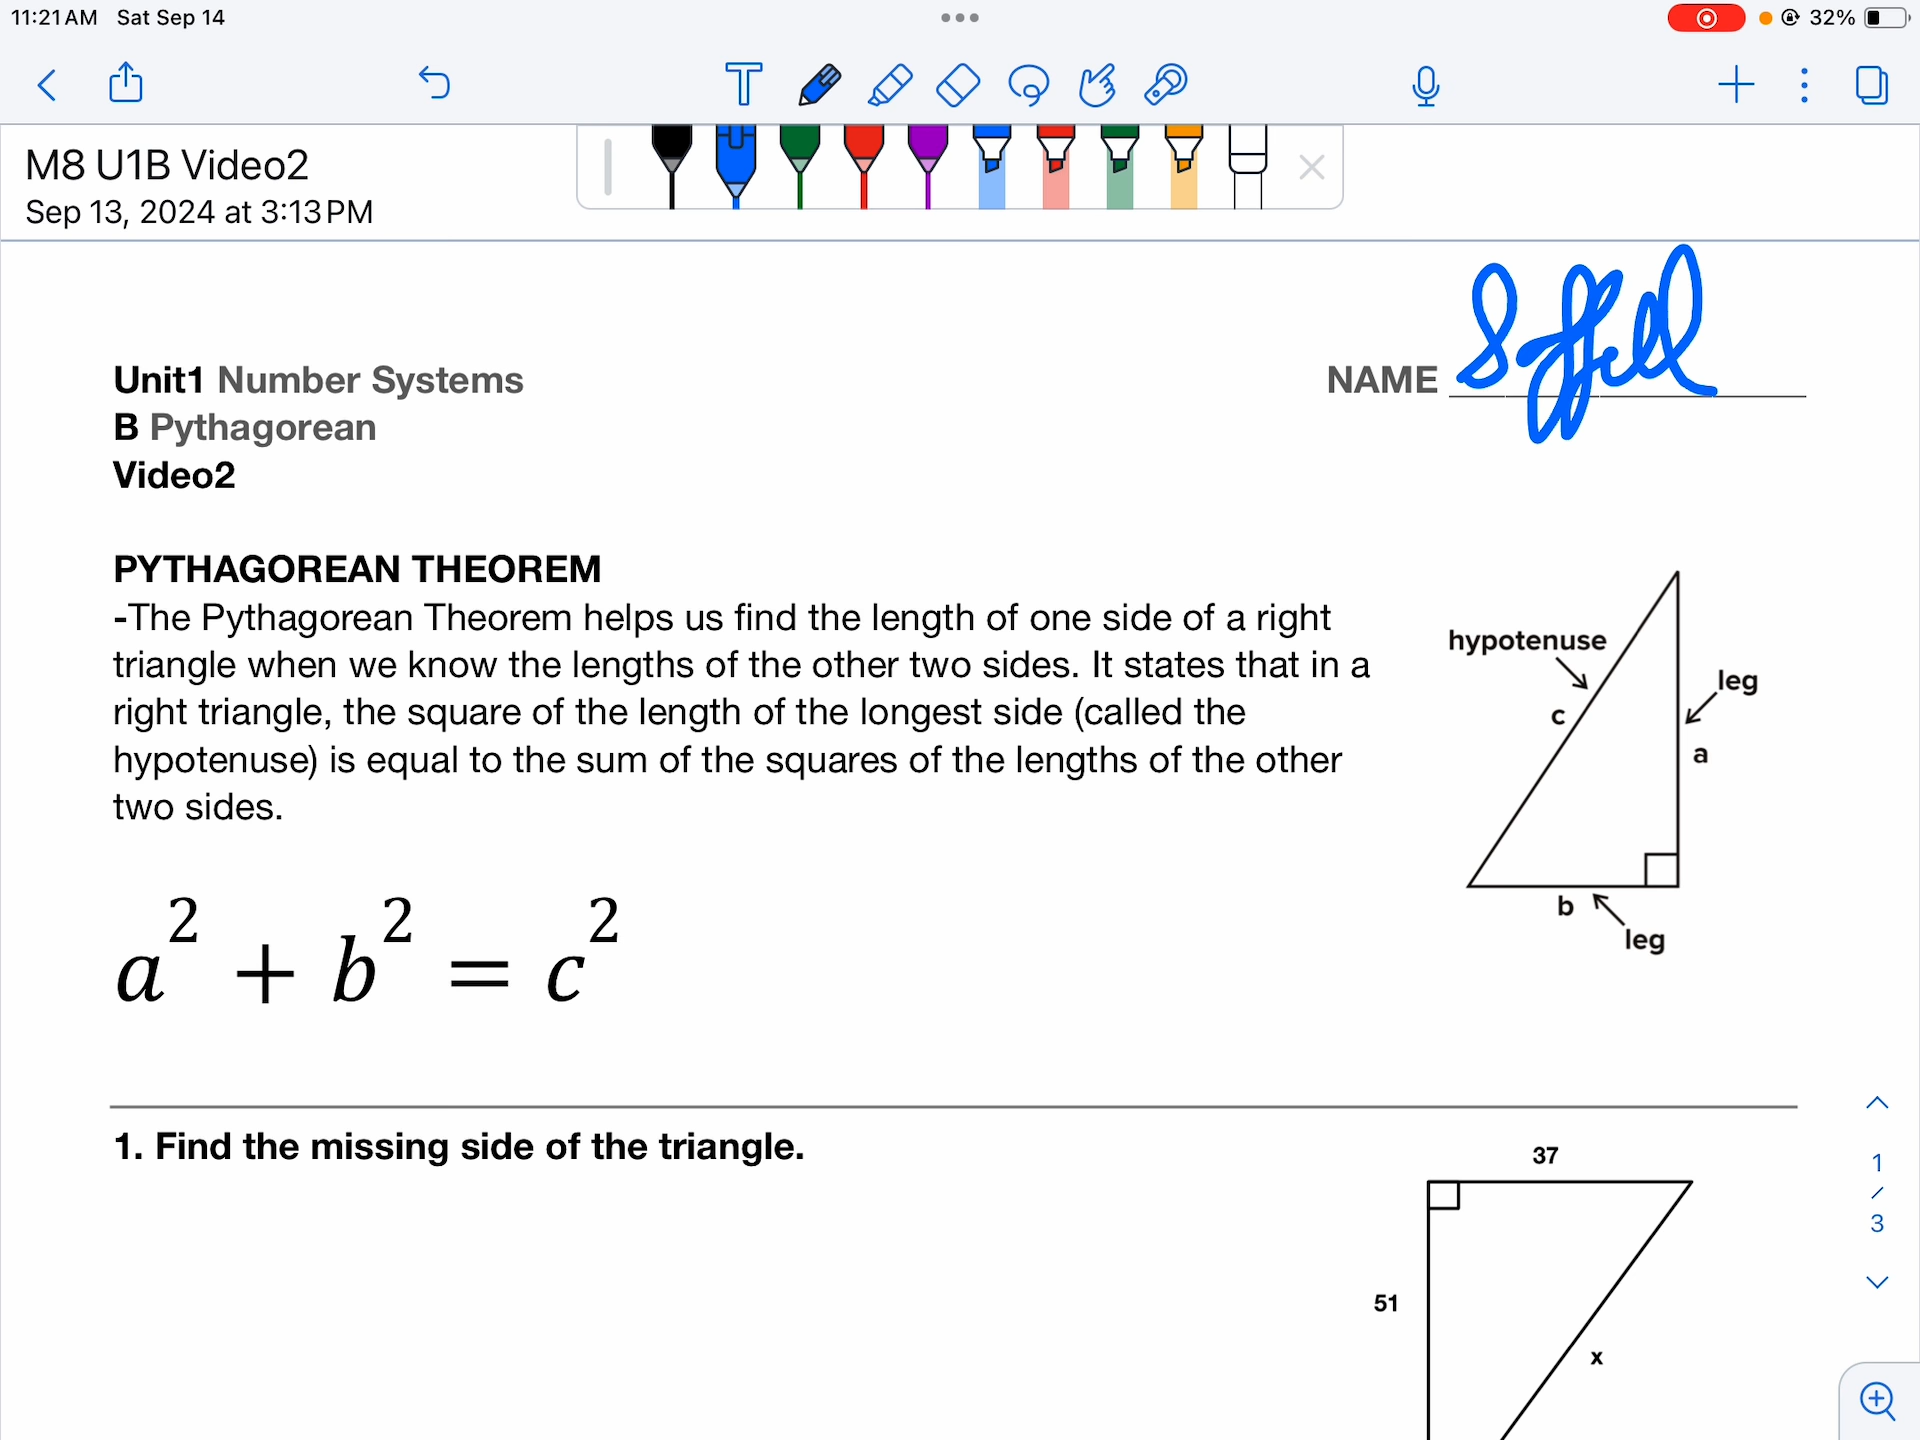 11:21 AM Sat Sep 14
32%
M8 U1B Video2
Sep 13, 2024 at 3:13 PM
Unit1 Number Systems
NAME Saffell
B Pythagorean
Video2
PYTHAGOREAN THEOREM
-The Pythagorean Theorem helps us find the length of one side of a right
triangle when we know the lengths of the other two sides. It states that in a
right triangle, the square of the length of the longest side (called the
hypotenuse) is equal to the sum of the squares of the lengths of the other
two sides.
hypotenuse
leg
c
a
b
leg
a² + b² = c²
1. Find the missing side of the triangle.
37
51
x
1
/
3